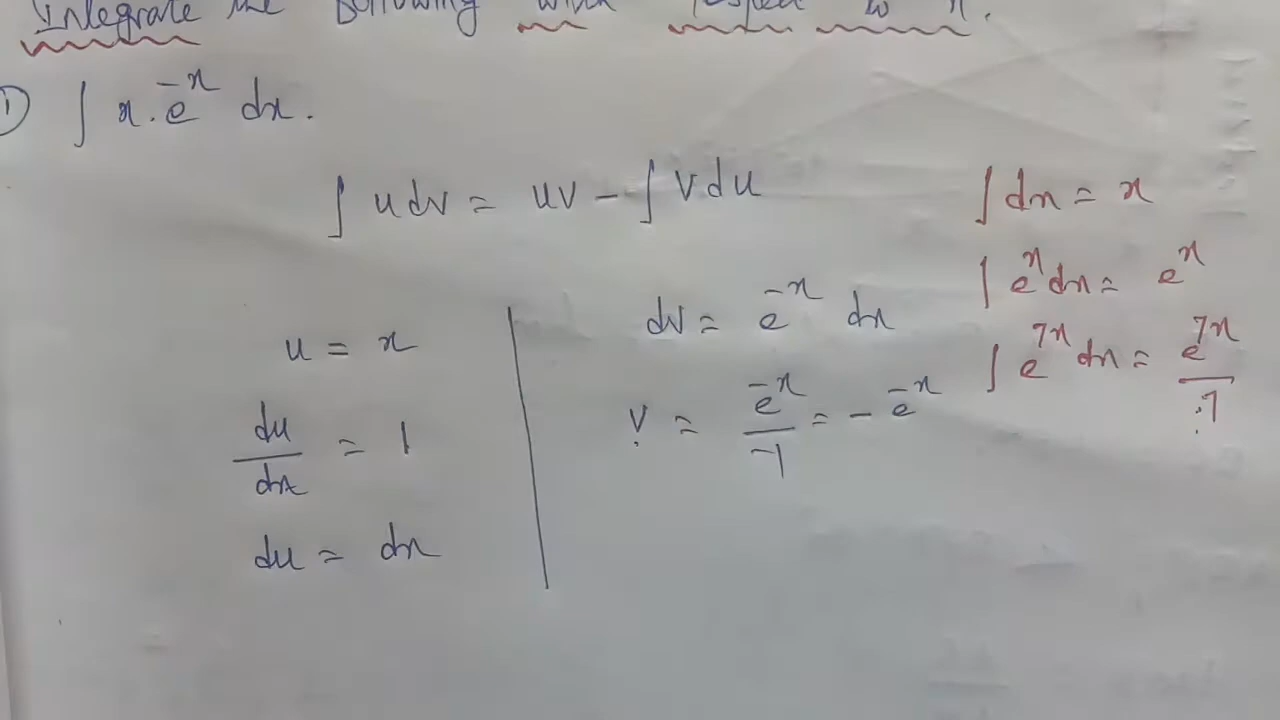 Integrate the following with respect to x.
① ∫ x. e^-x dx.
∫ u dv = uv - ∫ v du
∫ dx = x
∫ e^x dx = e^x
∫ e^7x dx = e^7x / 7
u = x
du/dx = 1
du = dx
dv = e^-x dx
v = e^-x / -1 = - e^-x